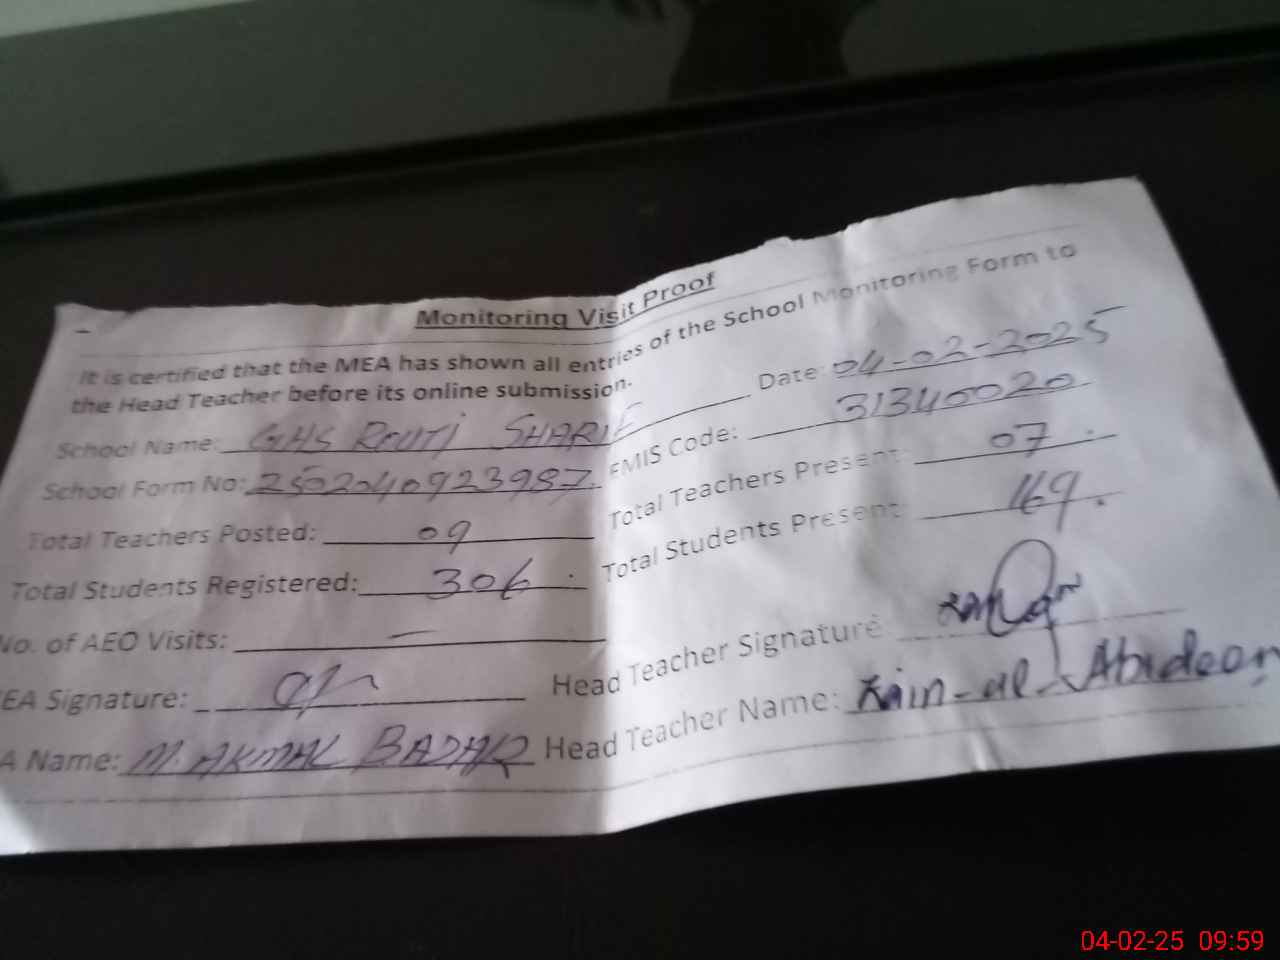 Monitoring Visit Proof
It is certified that the MEA has shown all entries of the School Monitoring Form to
the Head Teacher before its online submission.
Date: 04-02-2025
School Name: GHS ROUTI SHARIF
EMIS Code: 31340020
School Form No: 2502040923987
Total Teachers Present: 07
Total Teachers Posted: 09
Total Students Present: 169
Total Students Registered: 306
No. of AEO Visits: —
Head Teacher Signature:
EA Signature:
Head Teacher Name: Zain-ul-Abideen
A Name: M. AKMAL BADAR
04-02-25 09:59